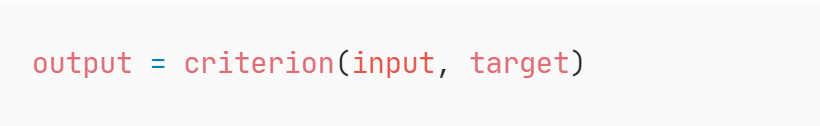 output = criterion(input, target)